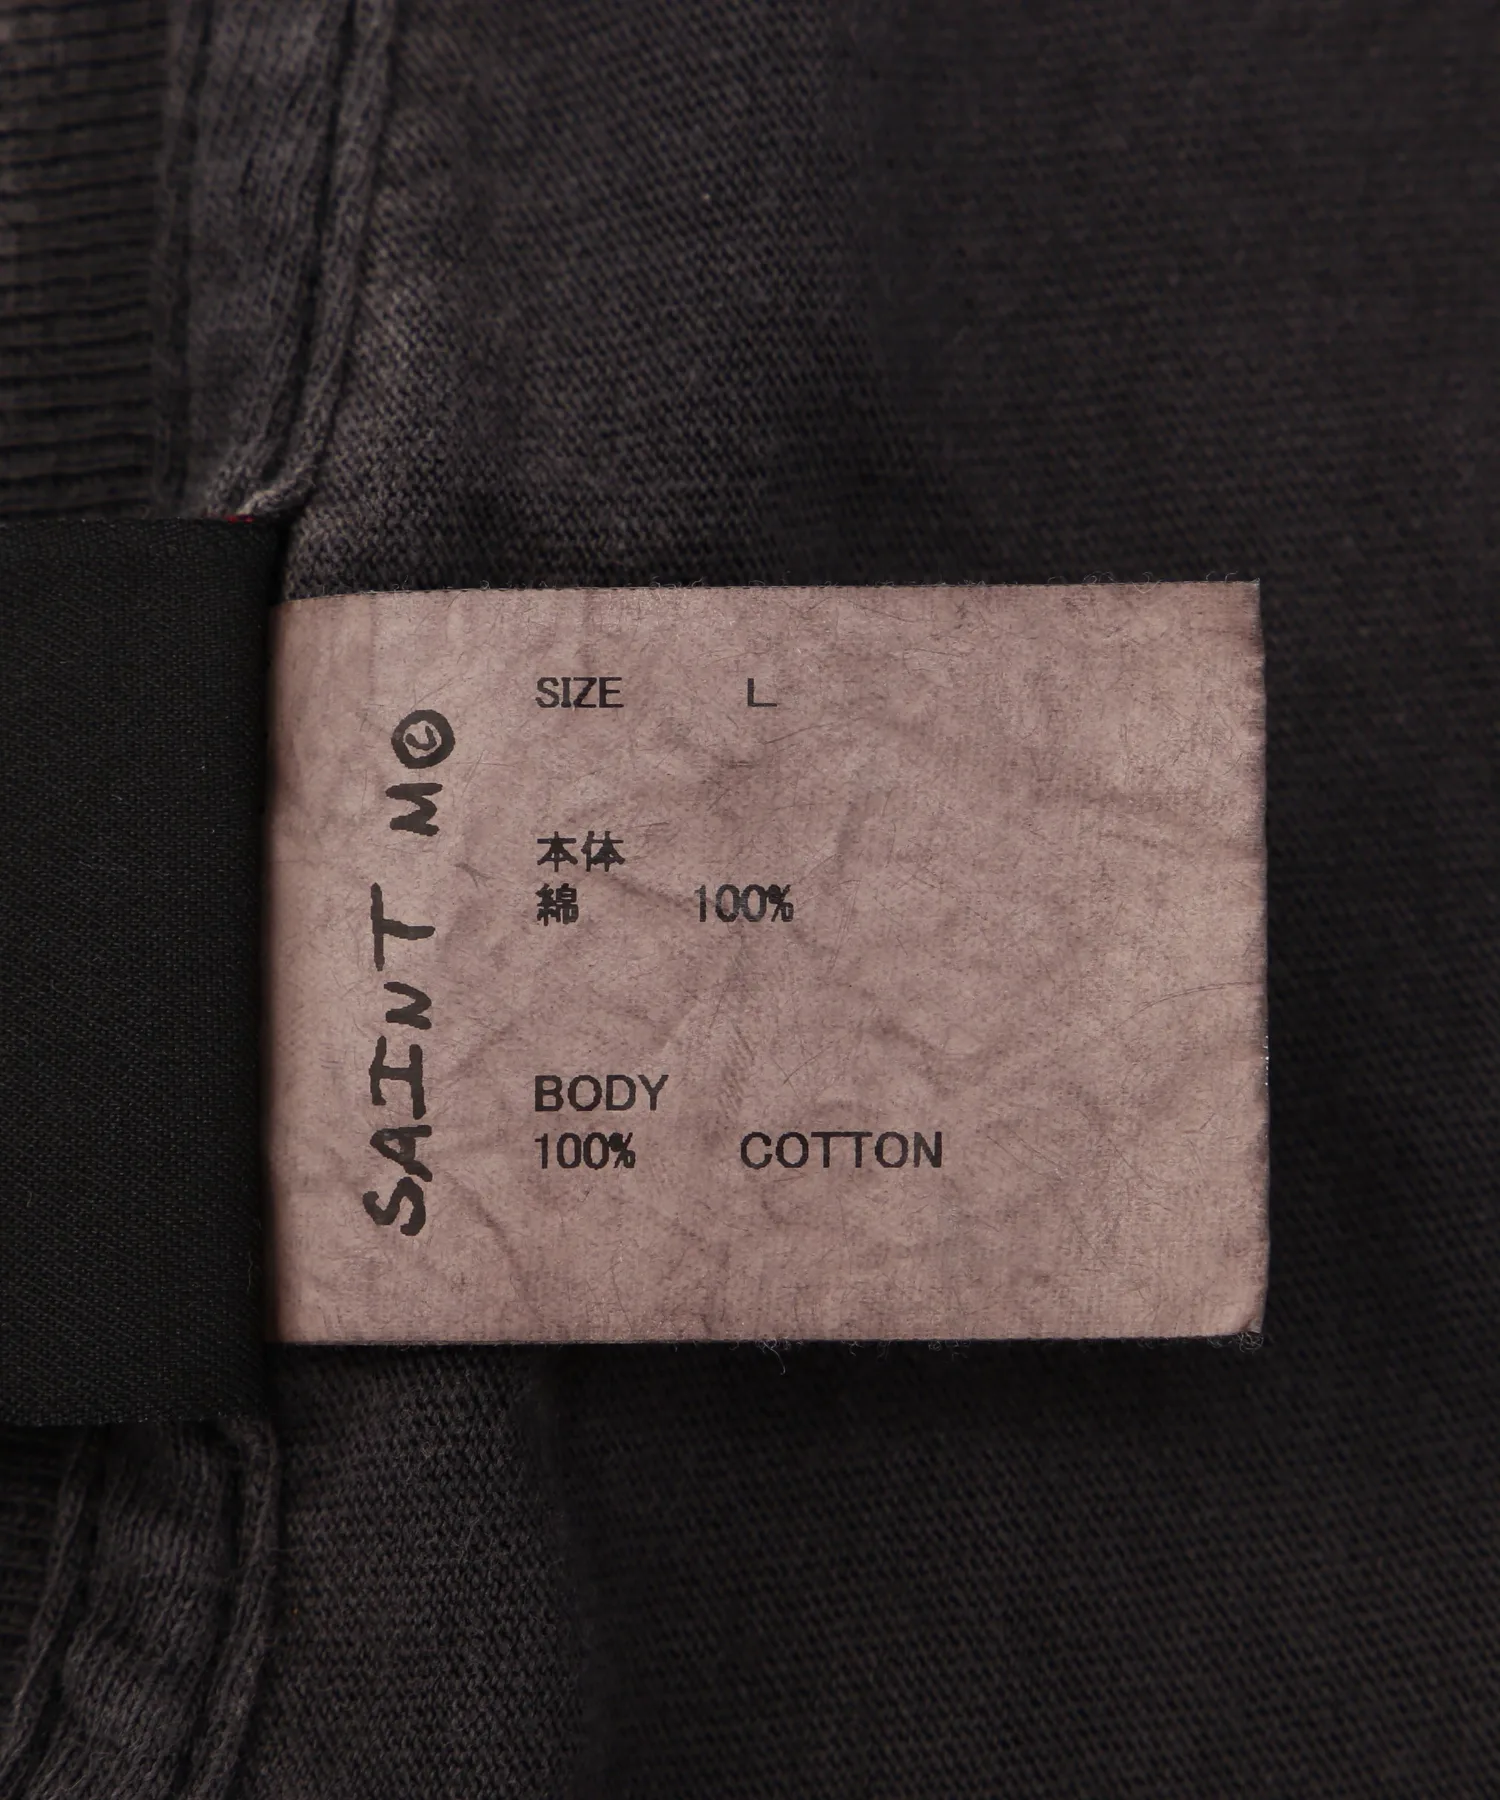 SAINT M©
SIZE L
本体
綿 100%
BODY
100% COTTON